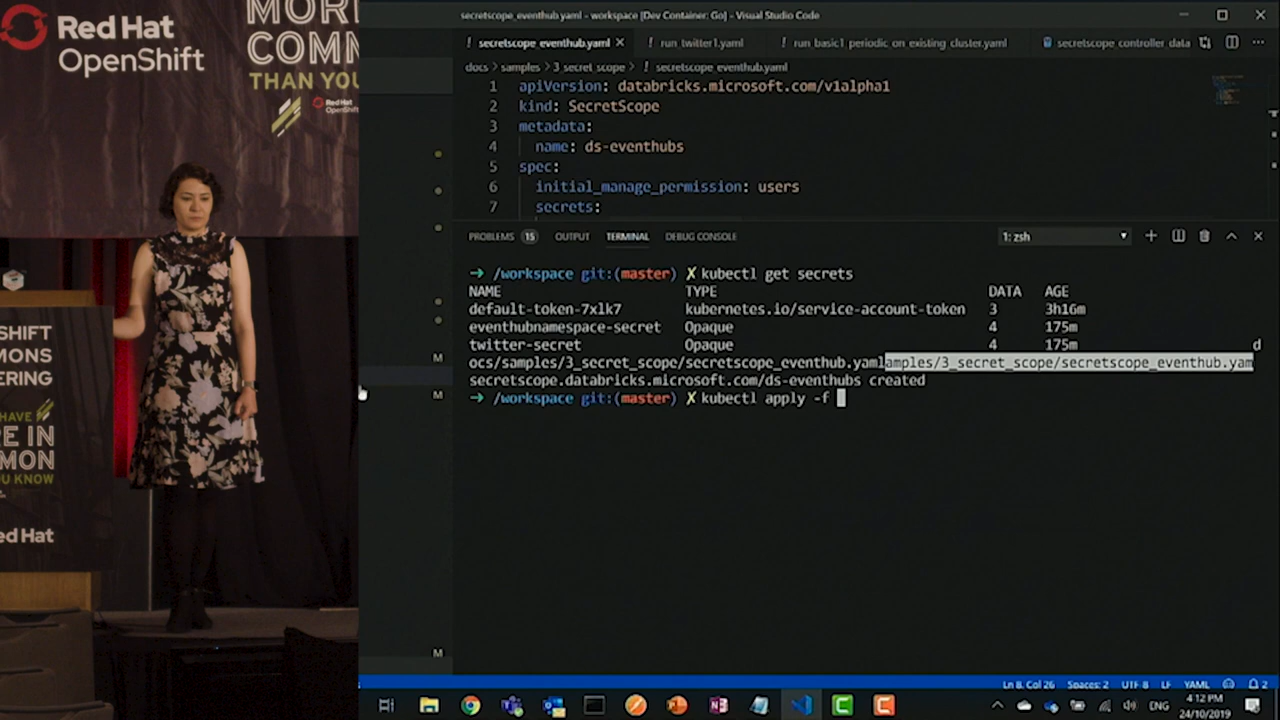 Red Hat
OpenShift
MORE
COMM
THAN YOU
Red Hat
OpenShift
SHIFT
MONS
ERING
HAVE
RE IN
MON
U KNOW
ed Hat
secretscope_eventhub.yaml - workspace [Dev Container: Go] - Visual Studio Code
! secretscope_eventhub.yaml × ! run_twitter1.yaml ! run_basic1_periodic_on_existing_cluster.yaml secretscope_controller_data
docs > samples > 3_secret_scope > ! secretscope_eventhub.yaml
1 apiVersion: databricks.microsoft.com/v1alpha1
2 kind: SecretScope
3 metadata:
4 name: ds-eventhubs
5 spec:
6 initial_manage_permission: users
7 secrets:
PROBLEMS 15 OUTPUT TERMINAL DEBUG CONSOLE 1: zsh
→ /workspace git:(master) ✗ kubectl get secrets
NAME TYPE DATA AGE
default-token-7xlk7 kubernetes.io/service-account-token 3 3h16m
eventhubnamespace-secret Opaque 4 175m
twitter-secret Opaque 4 175m d
ocs/samples/3_secret_scope/secretscope_eventhub.yamlamples/3_secret_scope/secretscope_eventhub.yam
secretscope.databricks.microsoft.com/ds-eventhubs created
→ /workspace git:(master) ✗ kubectl apply -f
M
M
M
Ln 8, Col 26 Spaces: 2 UTF-8 LF YAML 2
ENG
4:12 PM
24/10/2019